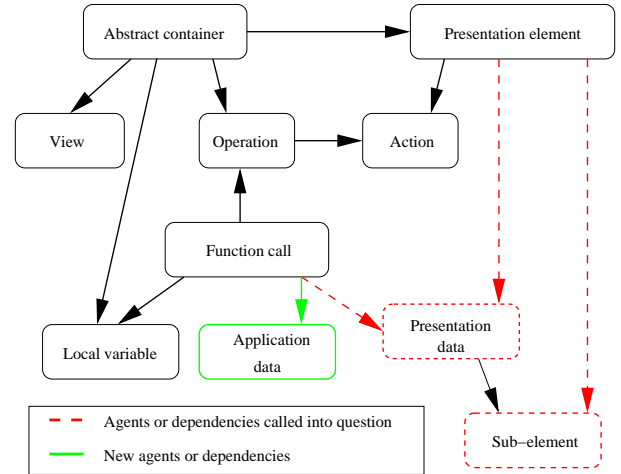 Abstract container
Presentation element
View
Operation
Action
Function call
Local variable
Application
data
Presentation
data
Sub−element
Agents or dependencies called into question
New agents or dependencies